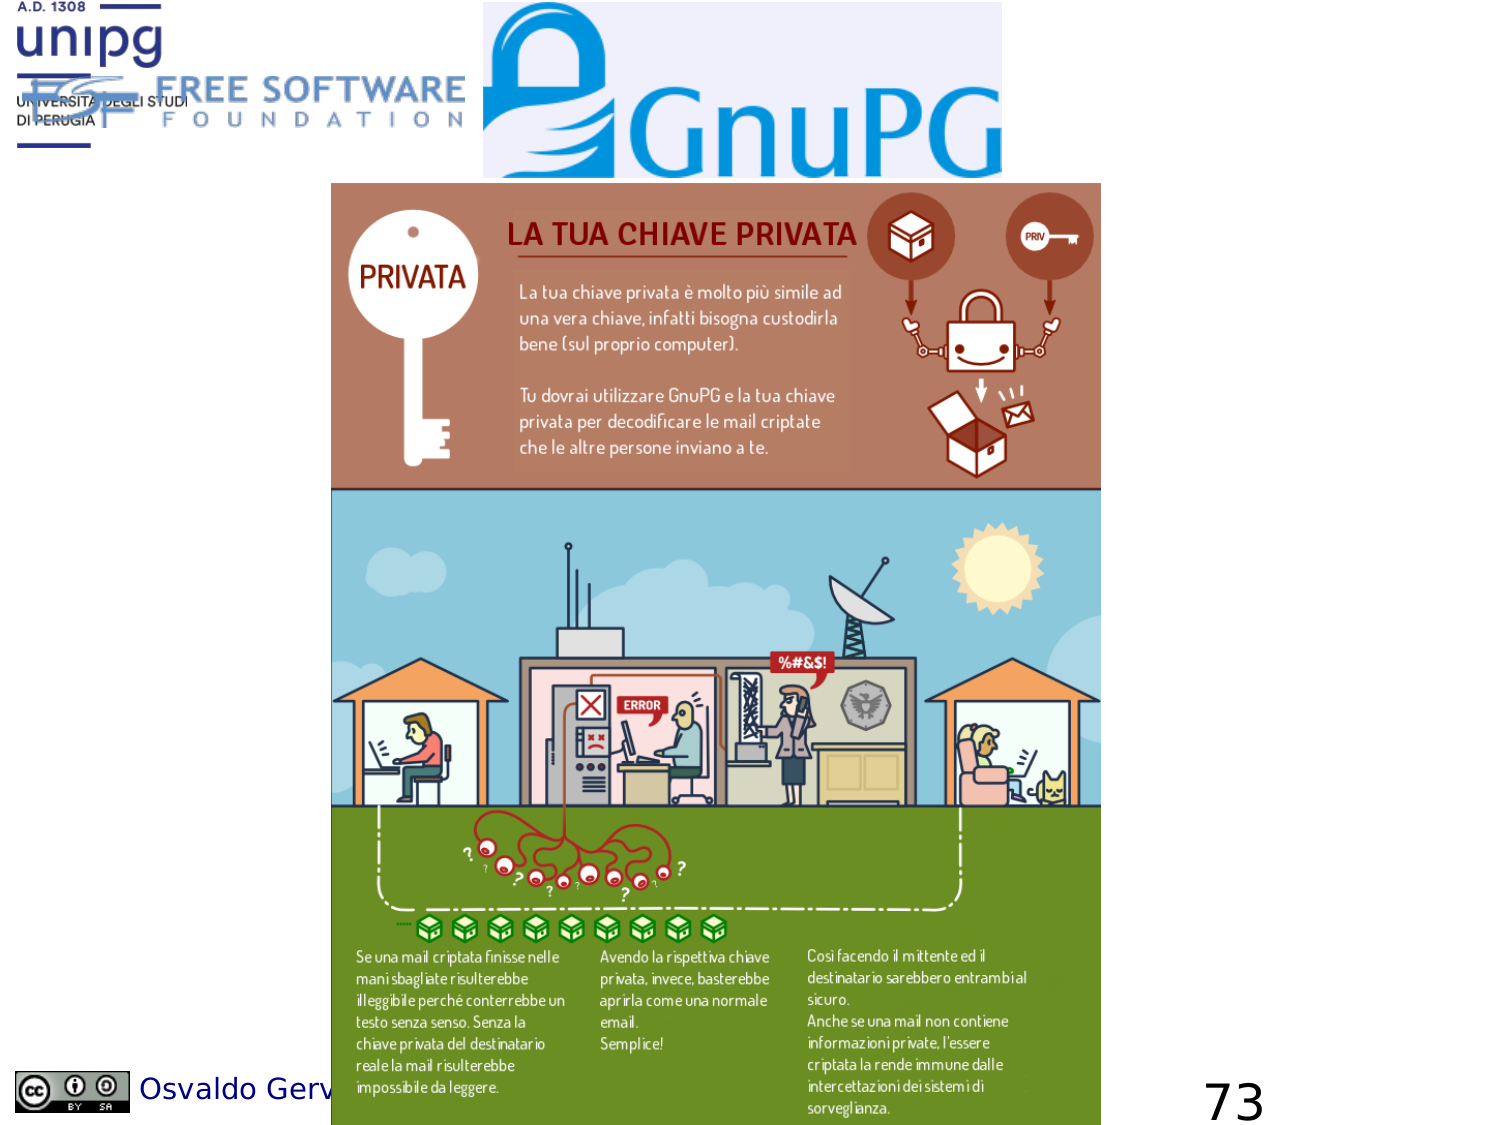 A.D. 1308
unipg
UNIVERSITÀ DEGLI STUDI
DI PERUGIA
FSF
FREE SOFTWARE
FOUNDATION
GnuPG
PRIVATA
LA TUA CHIAVE PRIVATA
PRIV
La tua chiave privata è molto più simile ad
una vera chiave, infatti bisogna custodirla
bene (sul proprio computer).
Tu dovrai utilizzare GnuPG e la tua chiave
privata per decodificare le mail criptate
che le altre persone inviano a te.
%#&$!
ERROR
? ? ? ? ? ? ? ?
Se una mail criptata finisse nelle
mani sbagliate risulterebbe
illeggibile perché conterrebbe un
testo senza senso. Senza la
chiave privata del destinatario
reale la mail risulterebbe
impossibile da leggere.
Avendo la rispettiva chiave
privata, invece, basterebbe
aprirla come una normale
email.
Semplice!
Così facendo il mittente ed il
destinatario sarebbero entrambi al
sicuro.
Anche se una mail non contiene
informazioni private, l'essere
criptata la rende immune dalle
intercettazioni dei sistemi di
sorveglianza.
cc BY SA
Osvaldo Gerv
73